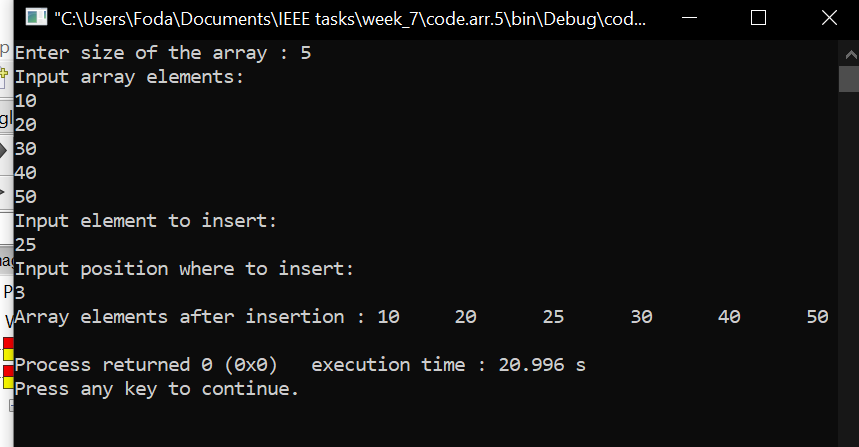 "C:\Users\Foda\Documents\IEEE tasks\week_7\code.arr.5\bin\Debug\cod...
Enter size of the array : 5
Input array elements:
10
20
30
40
50
Input element to insert:
25
Input position where to insert:
3
Array elements after insertion : 10 20 25 30 40 50
Process returned 0 (0x0) execution time : 20.996 s
Press any key to continue.